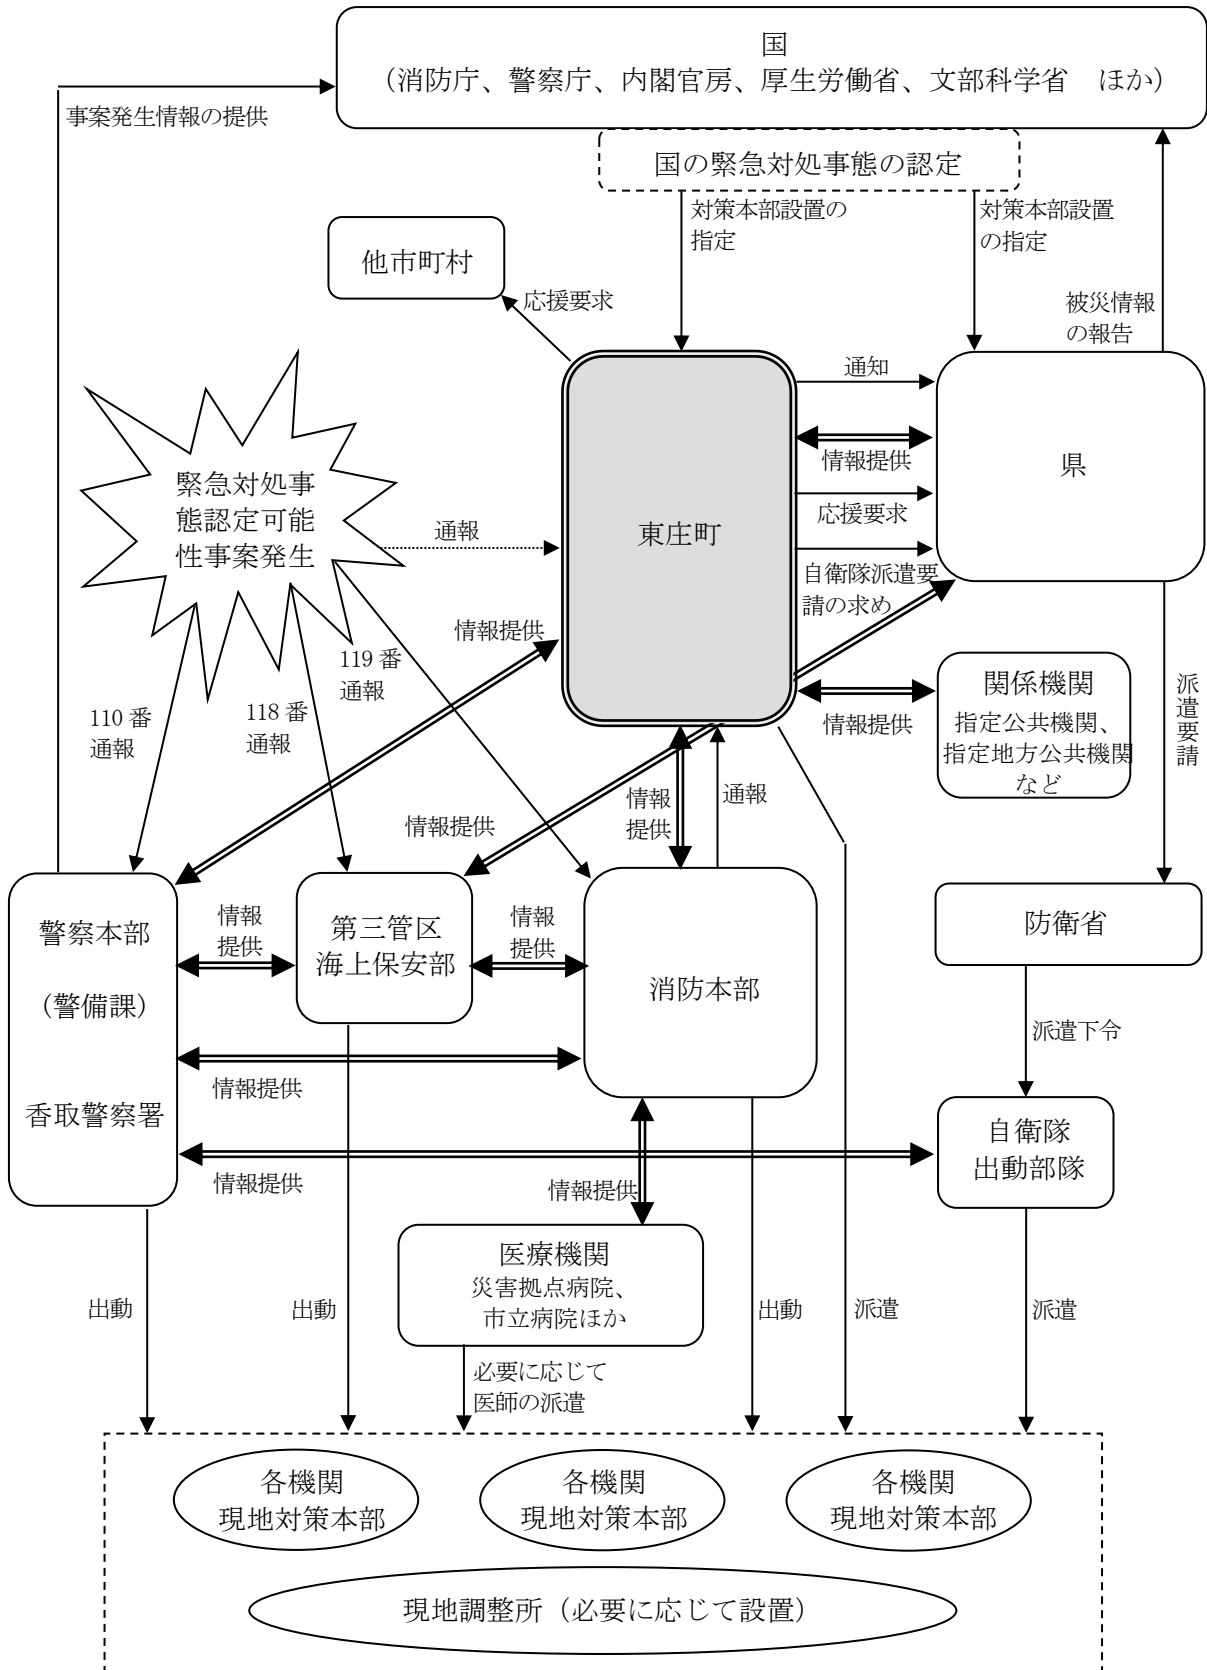 国
（消防庁、警察庁、内閣官房、厚生労働省、文部科学省　ほか）
事案発生情報の提供
国の緊急対処事態の認定
対策本部設置の
指定
対策本部設置
の指定
他市町村
応援要求
被災情報
の報告
通知
情報提供
県
緊急対処事
態認定可能
性事案発生
通報
東庄町
応援要求
自衛隊派遣要
請の求め
情報提供
119 番
通報
110 番
通報
118 番
通報
関係機関
指定公共機関、
指定地方公共機関
など
情報提供
派遣要請
情報提供
情報
提供
通報
警察本部
（警備課）
香取警察署
情報
提供
第三管区
海上保安部
情報
提供
消防本部
防衛省
派遣下令
情報提供
自衛隊
出動部隊
情報提供
情報提供
医療機関
災害拠点病院、
市立病院ほか
出動
出動
出動
派遣
派遣
必要に応じて
医師の派遣
各機関
現地対策本部
各機関
現地対策本部
各機関
現地対策本部
現地調整所（必要に応じて設置）